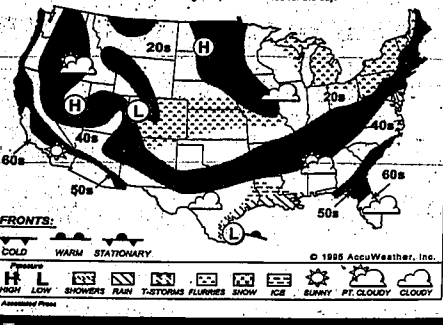 20s
H
H
L
20s
40s
40s
60s
50s
60s
50s
L
FRONTS:
COLD WARM STATIONARY
© 1995 AccuWeather, Inc.
Pressure
H L
HIGH LOW SHOWERS RAIN T-STORMS FLURRIES SNOW ICE SUNNY PT. CLOUDY CLOUDY
Associated Press